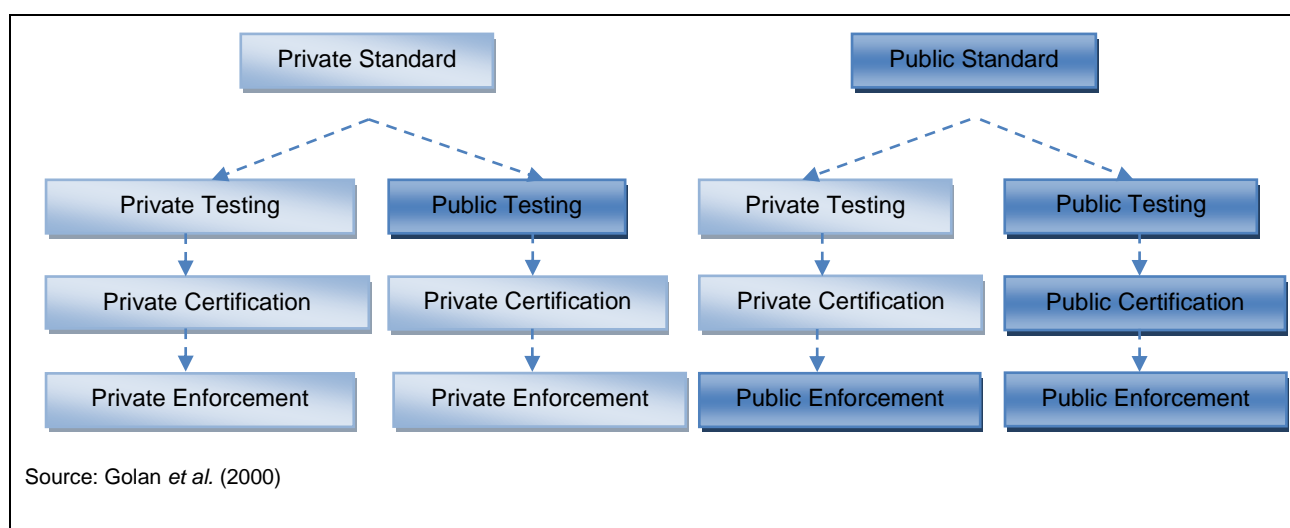 Private Standard
Public Standard
Private Testing
Public Testing
Private Testing
Public Testing
Private Certification
Private Certification
Private Certification
Public Certification
Private Enforcement
Private Enforcement
Public Enforcement
Public Enforcement
Source: Golan et al. (2000)